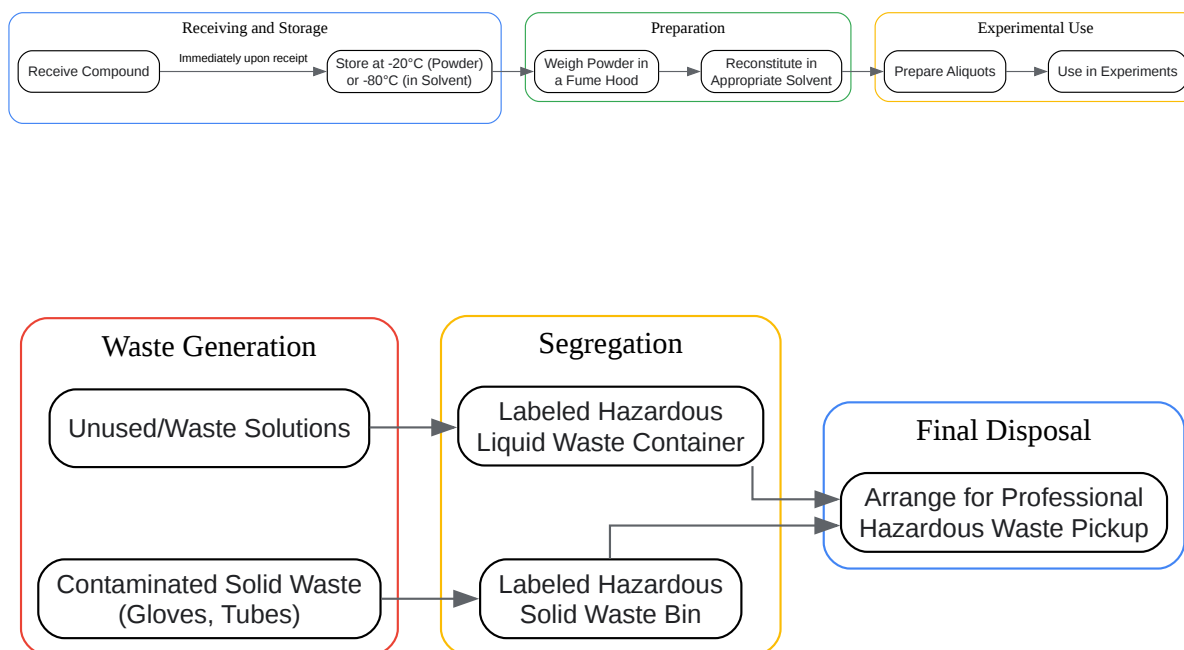 Receiving and Storage
Receive Compound
Immediately upon receipt
Store at -20°C (Powder)
or -80°C (in Solvent)
Preparation
Weigh Powder in
a Fume Hood
Reconstitute in
Appropriate Solvent
Experimental Use
Prepare Aliquots
Use in Experiments
Waste Generation
Unused/Waste Solutions
Contaminated Solid Waste
(Gloves, Tubes)
Segregation
Labeled Hazardous
Liquid Waste Container
Labeled Hazardous
Solid Waste Bin
Final Disposal
Arrange for Professional
Hazardous Waste Pickup